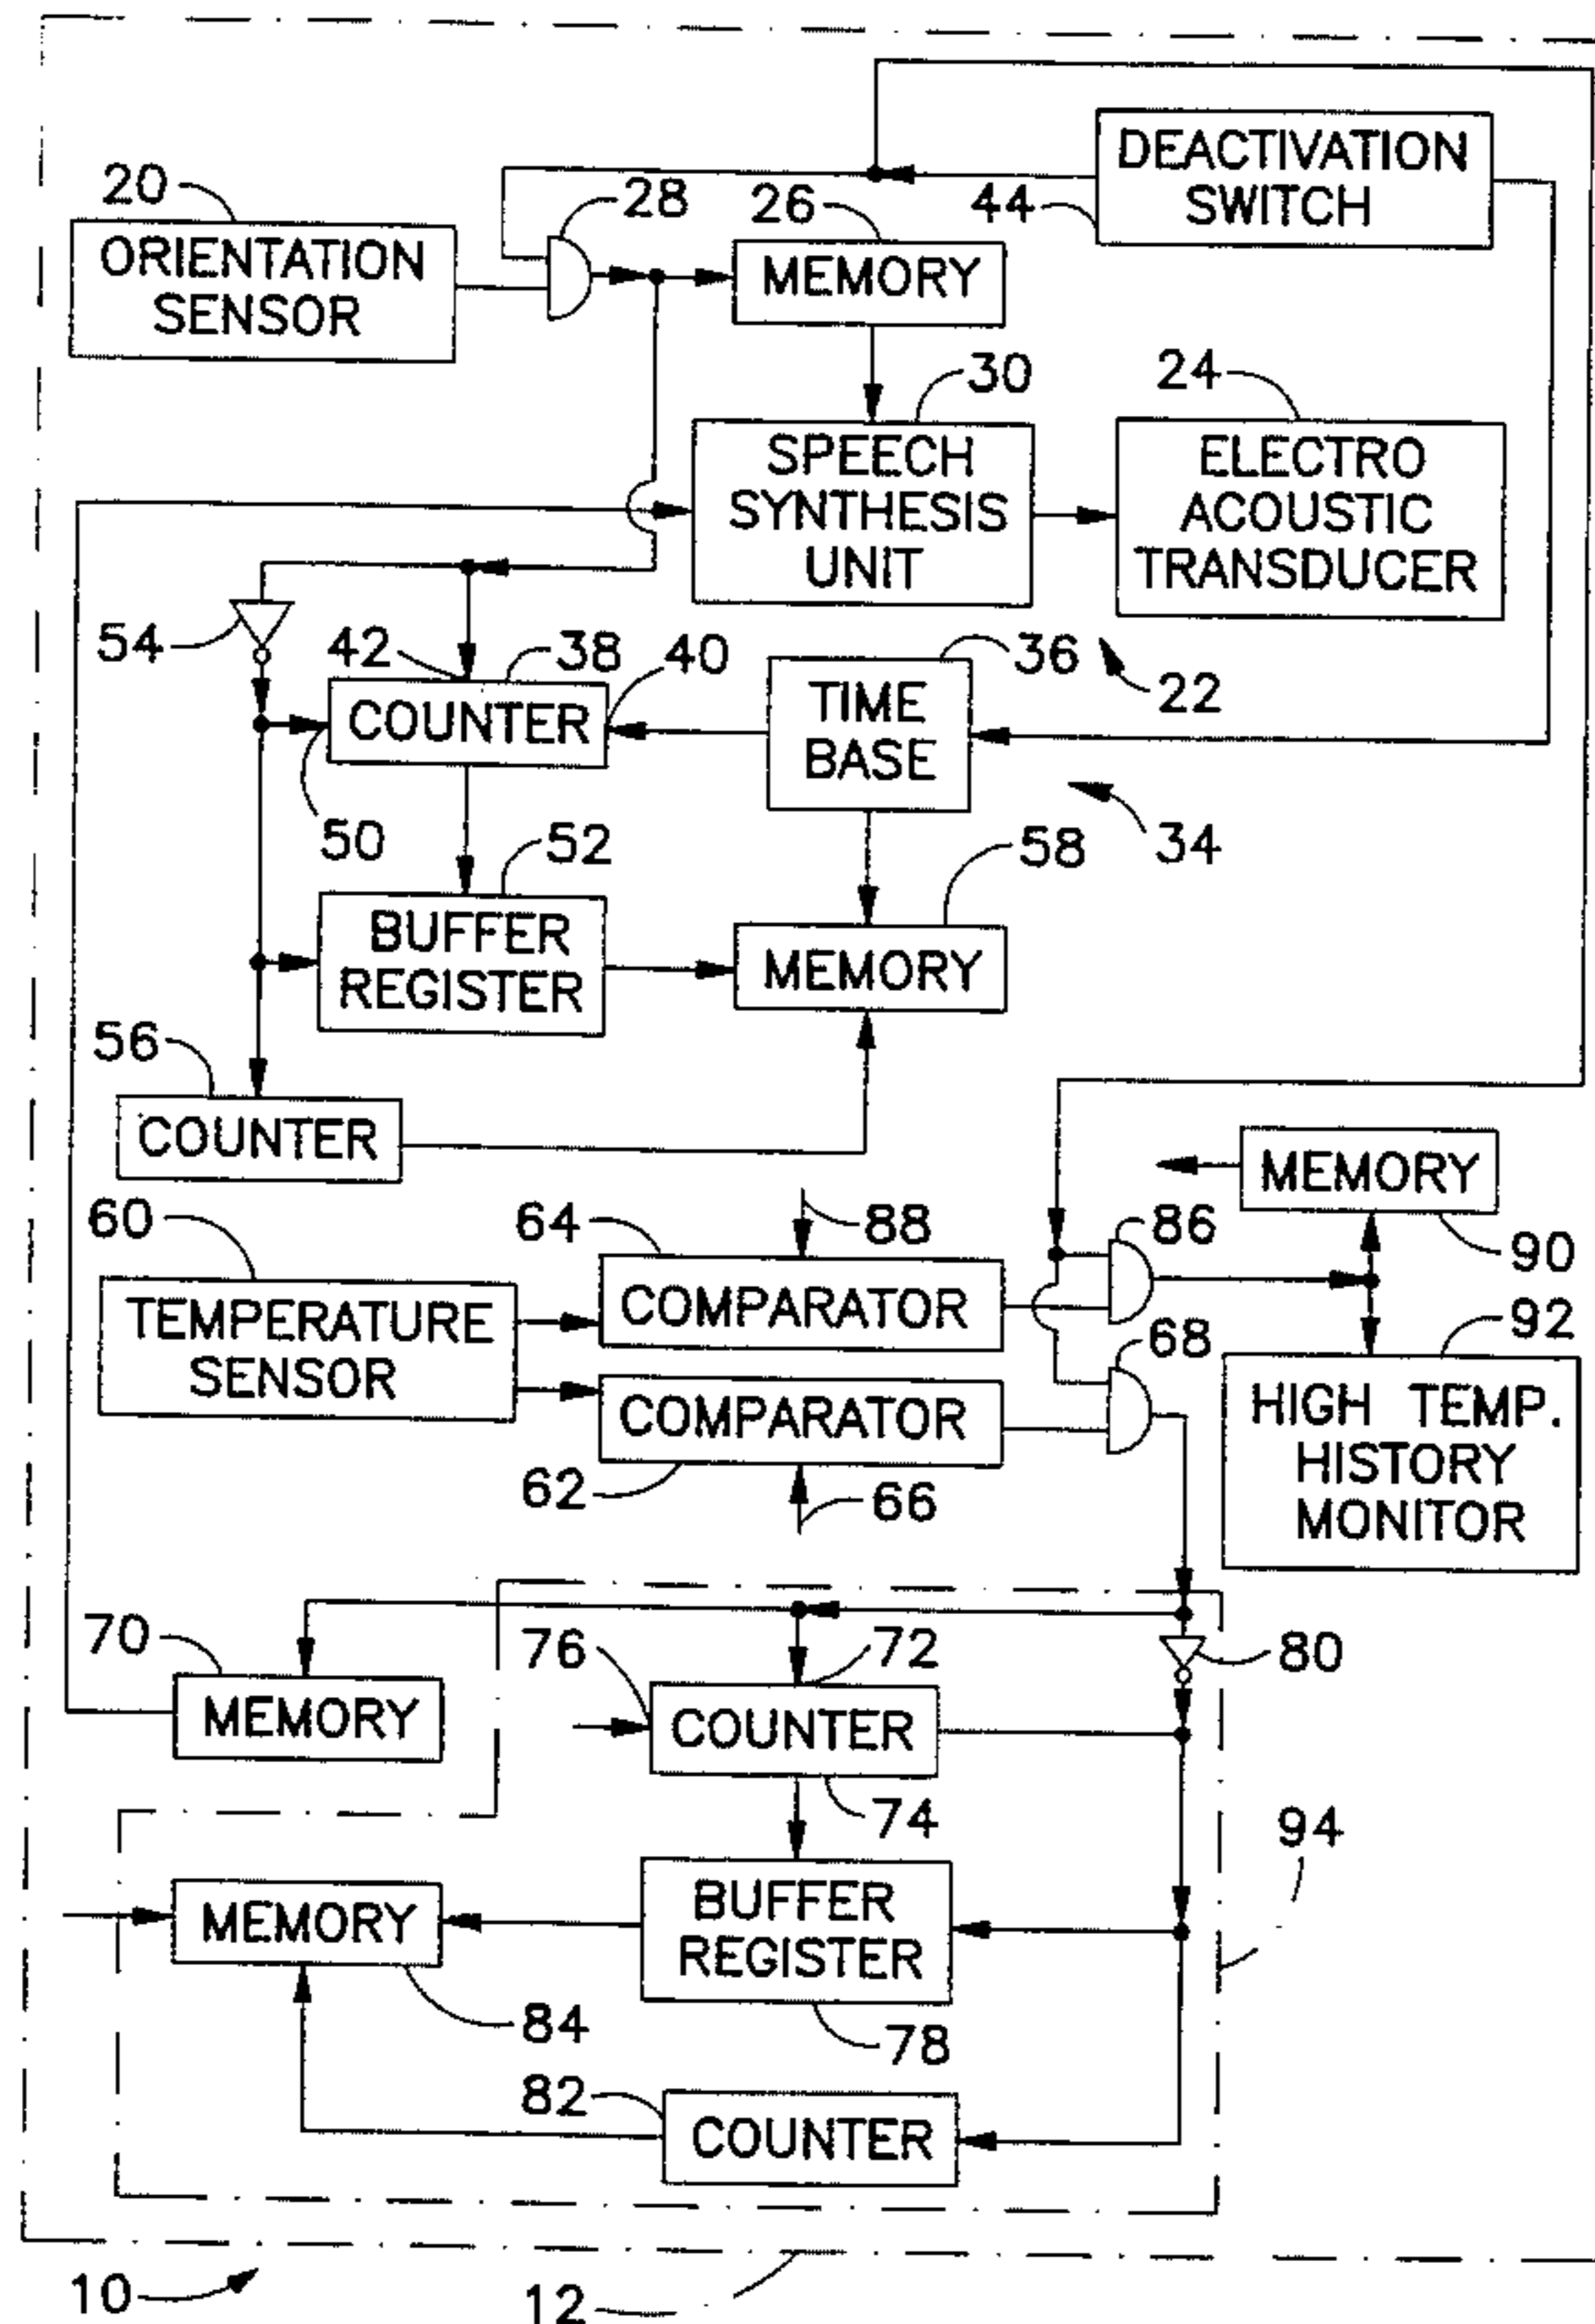 DEACTIVATION
SWITCH
44
20
28
26
ORIENTATION
SENSOR
MEMORY
30
24
SPEECH
SYNTHESIS
UNIT
ELECTRO
ACOUSTIC
TRANSDUCER
54
42
38
40
36
22
COUNTER
TIME
BASE
50
52
58
34
BUFFER
REGISTER
MEMORY
56
COUNTER
MEMORY
60
64
88
86
90
TEMPERATURE
SENSOR
COMPARATOR
92
68
COMPARATOR
HIGH TEMP.
HISTORY
MONITOR
62
66
70
76
72
80
MEMORY
COUNTER
74
94
MEMORY
BUFFER
REGISTER
84
78
82
COUNTER
10
12